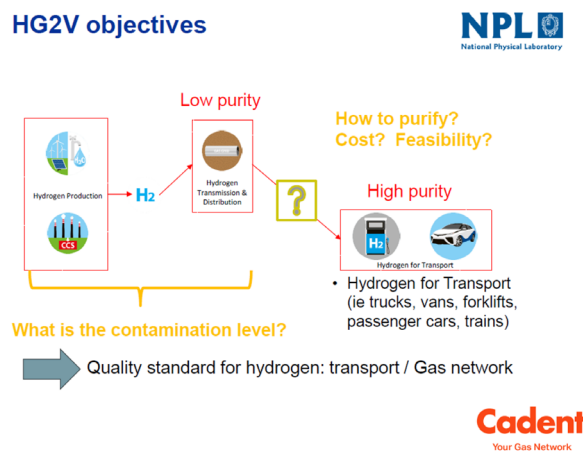 HG2V objectives
NPL
National Physical Laboratory
Low purity
How to purify?
Cost? Feasibility?
Hydrogen Production
H2
Hydrogen
Transmission &
Distribution
?
High purity
CCS
H2
Hydrogen for Transport
• Hydrogen for Transport
(ie trucks, vans, forklifts,
passenger cars, trains)
What is the contamination level?
Quality standard for hydrogen: transport / Gas network
Cadent
Your Gas Network